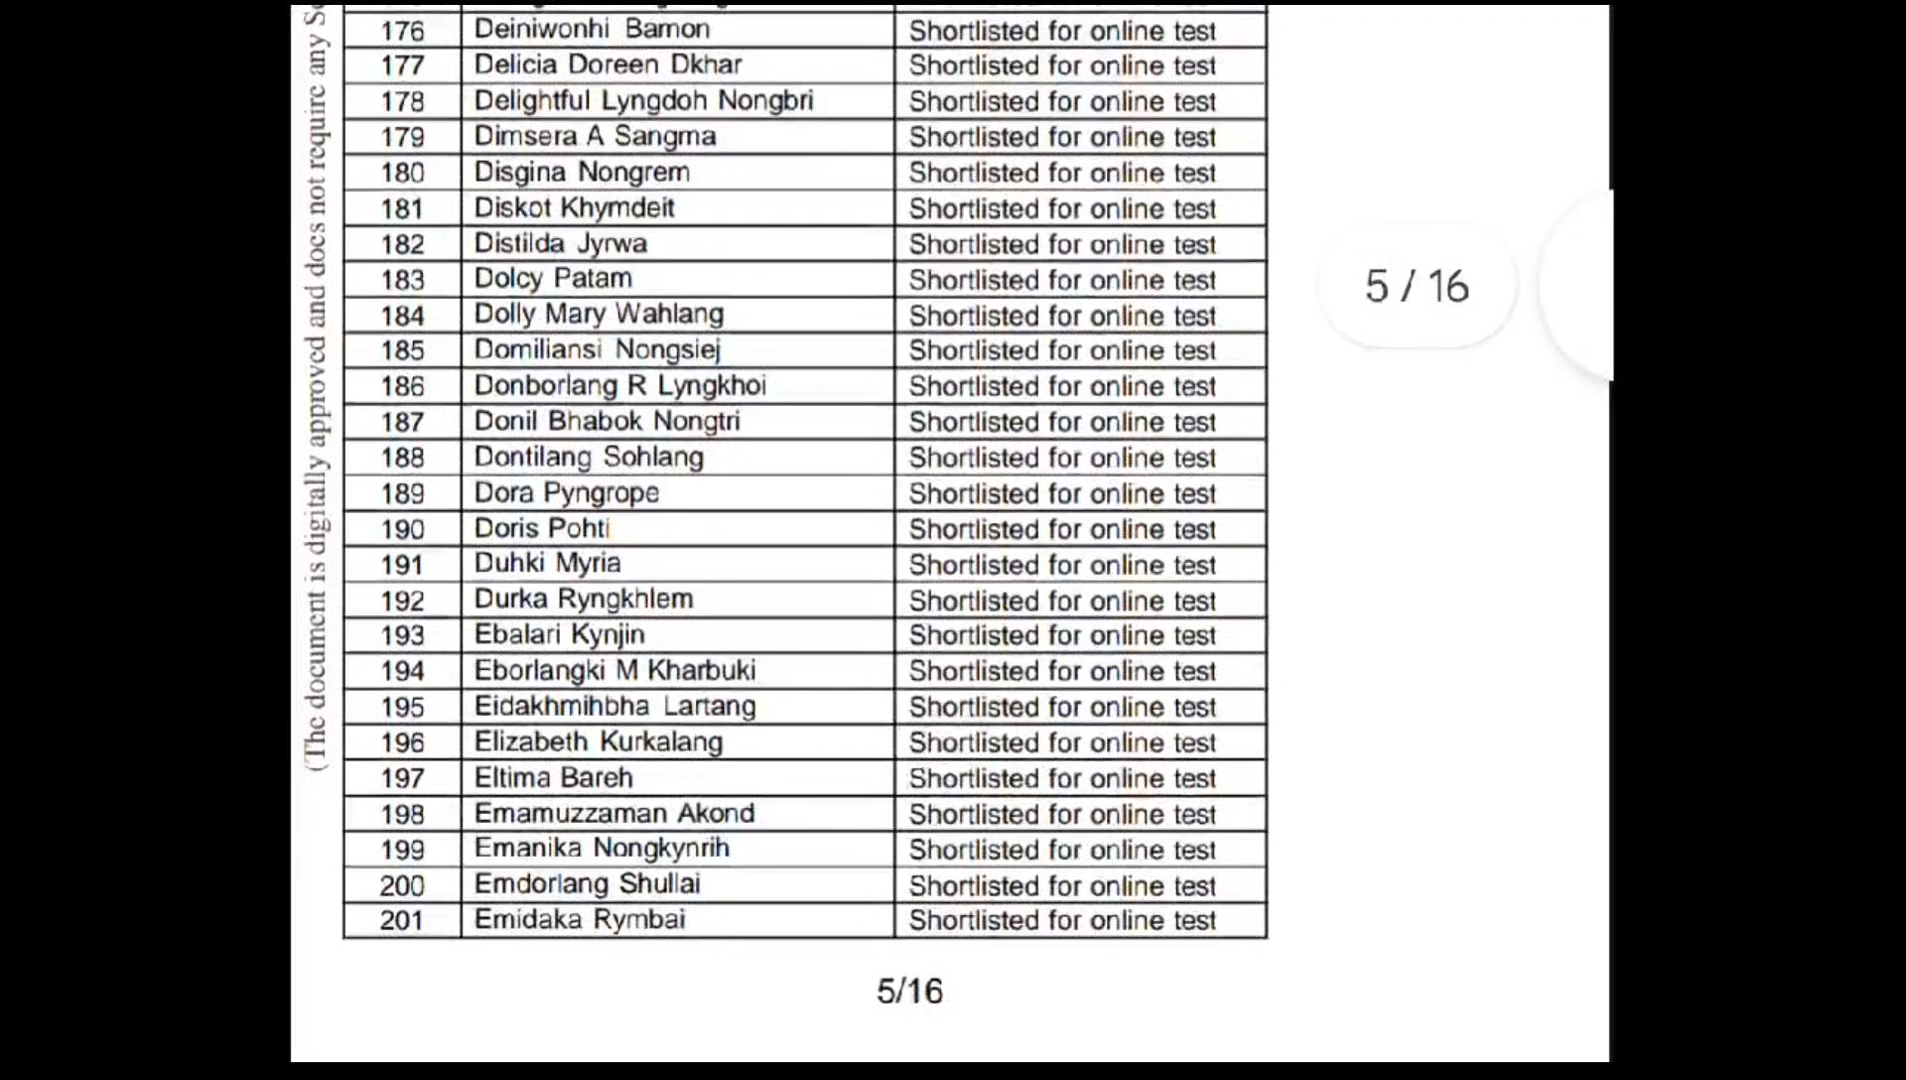 (The document is digitally approved and does not require any
176 Deiniwonhi Bamon Shortlisted for online test
177 Delicia Doreen Dkhar Shortlisted for online test
178 Delightful Lyngdoh Nongbri Shortlisted for online test
179 Dimsera A Sangma Shortlisted for online test
180 Disgina Nongrem Shortlisted for online test
181 Diskot Khymdeit Shortlisted for online test
182 Distilda Jyrwa Shortlisted for online test
183 Dolcy Patam Shortlisted for online test
184 Dolly Mary Wahlang Shortlisted for online test
185 Domiliansi Nongsiej Shortlisted for online test
186 Donborlang R Lyngkhoi Shortlisted for online test
187 Donil Bhabok Nongtri Shortlisted for online test
188 Dontilang Sohlang Shortlisted for online test
189 Dora Pyngrope Shortlisted for online test
190 Doris Pohti Shortlisted for online test
191 Duhki Myria Shortlisted for online test
192 Durka Ryngkhlem Shortlisted for online test
193 Ebalari Kynjin Shortlisted for online test
194 Eborlangki M Kharbuki Shortlisted for online test
195 Eidakhmihbha Lartang Shortlisted for online test
196 Elizabeth Kurkalang Shortlisted for online test
197 Eltima Bareh Shortlisted for online test
198 Emamuzzaman Akond Shortlisted for online test
199 Emanika Nongkynrih Shortlisted for online test
200 Emdorlang Shullai Shortlisted for online test
201 Emidaka Rymbai Shortlisted for online test
5/16
5 / 16